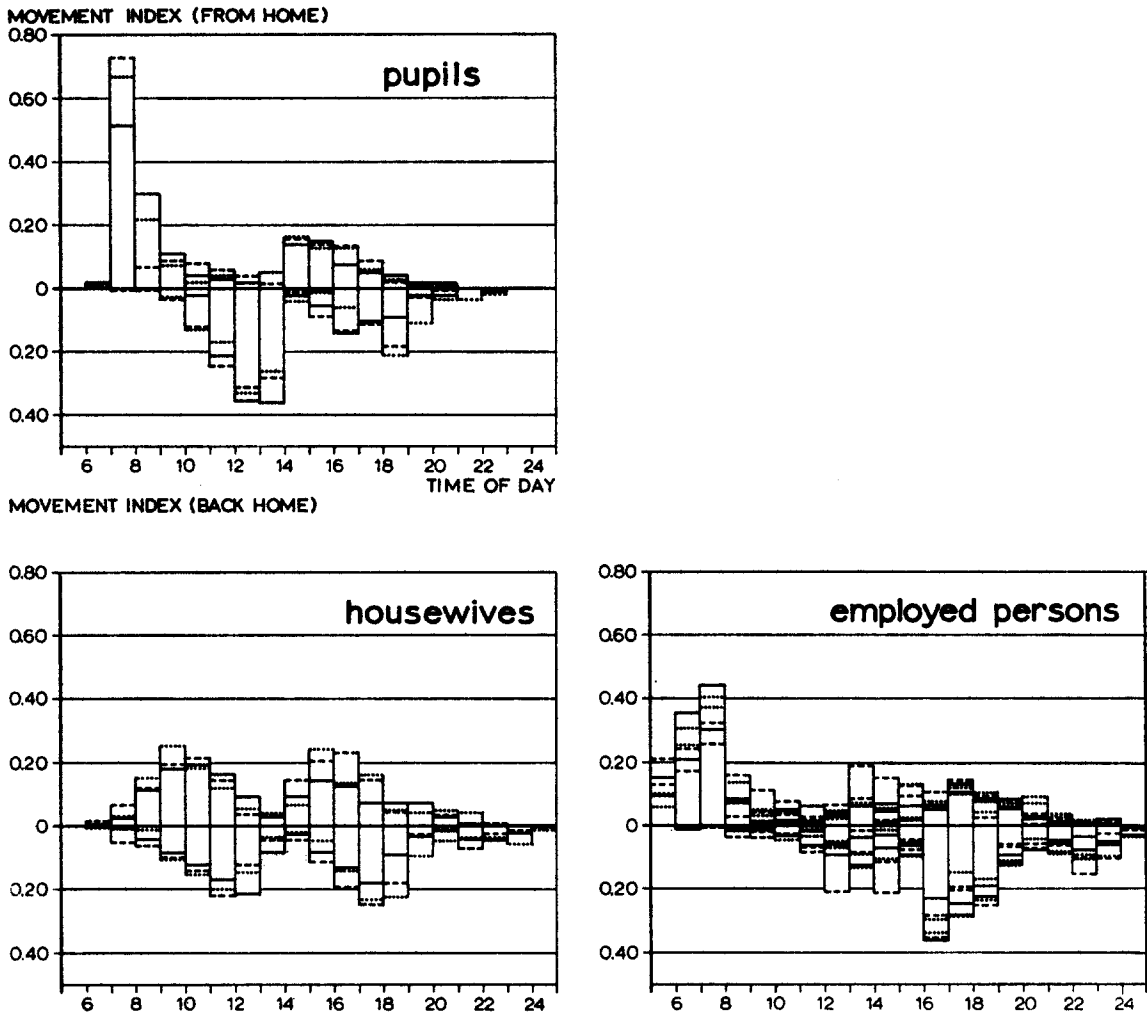 MOVEMENT INDEX (FROM HOME)
0.80
pupils
0.60
0.40
0.20
0
0.20
0.40
6 8 10 12 14 16 18 20 22 24
TIME OF DAY
MOVEMENT INDEX (BACK HOME)
0.80
housewives
0.60
0.40
0.20
0
0.20
0.40
6 8 10 12 14 16 18 20 22 24
0.80
employed persons
0.60
0.40
0.20
0
0.20
0.40
6 8 10 12 14 16 18 20 22 24